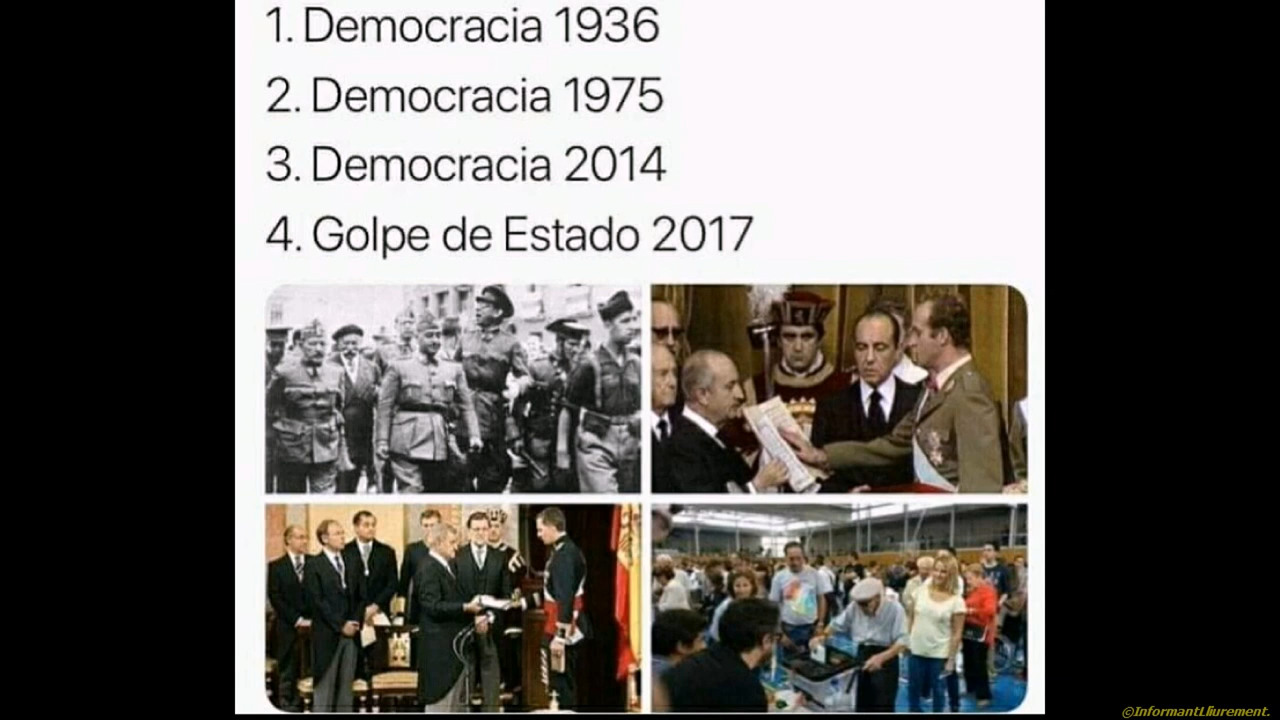 1. Democracia 1936
2. Democracia 1975
3. Democracia 2014
4. Golpe de Estado 2017
©InformantLliurement.